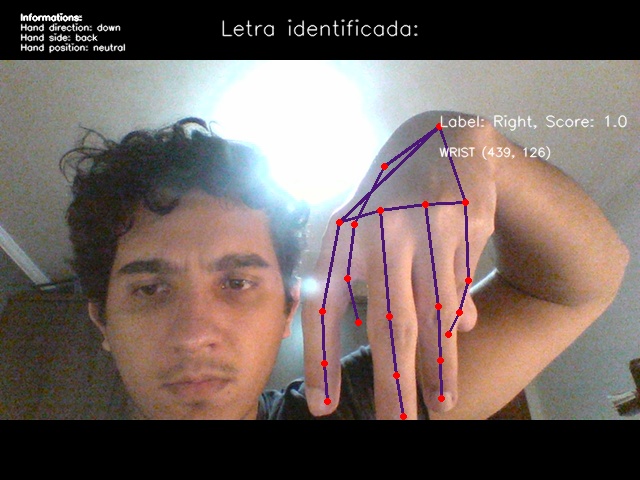 Informations:
Hand direction: down
Hand side: back
Hand position: neutral
Letra identificada:
Label: Right, Score: 1.0
WRIST (439, 126)